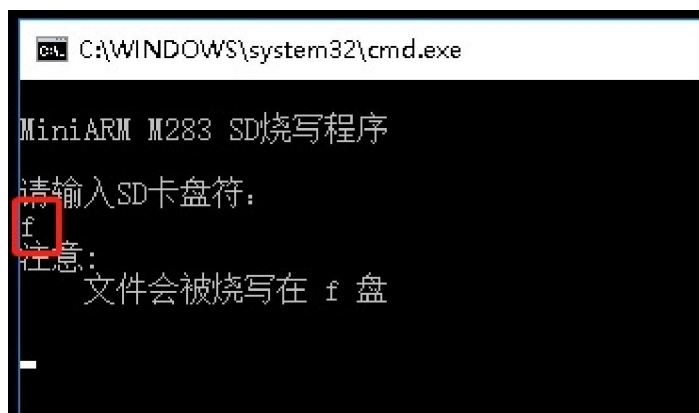 C:\WINDOWS\system32\cmd.exe
MiniARM M283 SD烧写程序
请输入SD卡盘符:
f
注意:
文件会被烧写在 f 盘